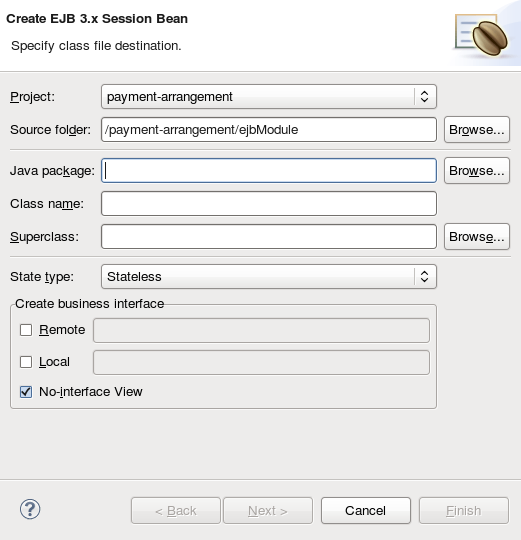 Create EJB 3.x Session Bean
Specify class file destination.
Project: payment-arrangement
Source folder: /payment-arrangement/ejbModule Browse...
Java package: Browse...
Class name:
Superclass: Browse...
State type: Stateless
Create business interface
Remote
Local
No-interface View
? < Back Next > Cancel Finish